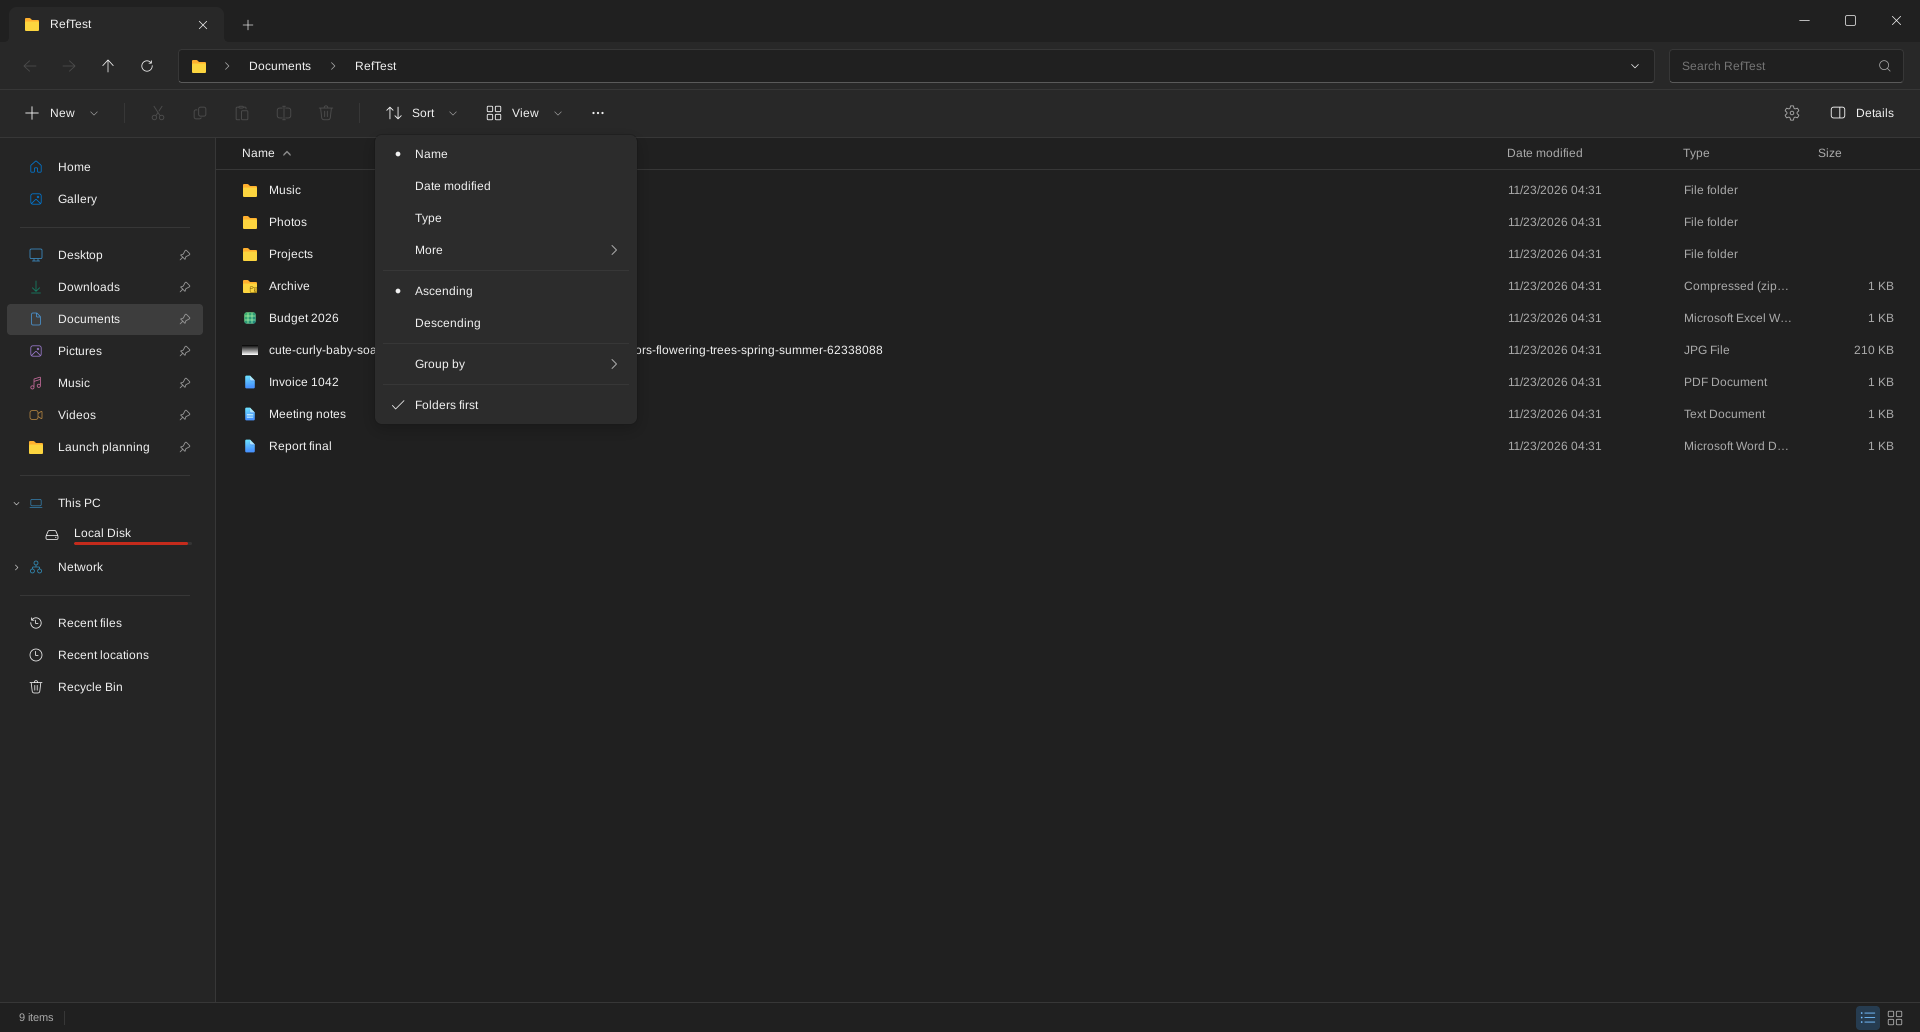 RefTest
Documents
RefTest
Search RefTest
New
Sort
View
Details
Home
Gallery
Desktop
Downloads
Documents
Pictures
Music
Videos
Launch planning
This PC
Local Disk
Network
Recent files
Recent locations
Recycle Bin
Name
Date modified
Type
Size
Music 11/23/2026 04:31 File folder
Photos 11/23/2026 04:31 File folder
Projects 11/23/2026 04:31 File folder
Archive 11/23/2026 04:31 Compressed (zip... 1 KB
Budget 2026 11/23/2026 04:31 Microsoft Excel W... 1 KB
cute-curly-baby-soa ors-flowering-trees-spring-summer-62338088 11/23/2026 04:31 JPG File 210 KB
Invoice 1042 11/23/2026 04:31 PDF Document 1 KB
Meeting notes 11/23/2026 04:31 Text Document 1 KB
Report final 11/23/2026 04:31 Microsoft Word D... 1 KB
Name
Date modified
Type
More
Ascending
Descending
Group by
Folders first
9 items